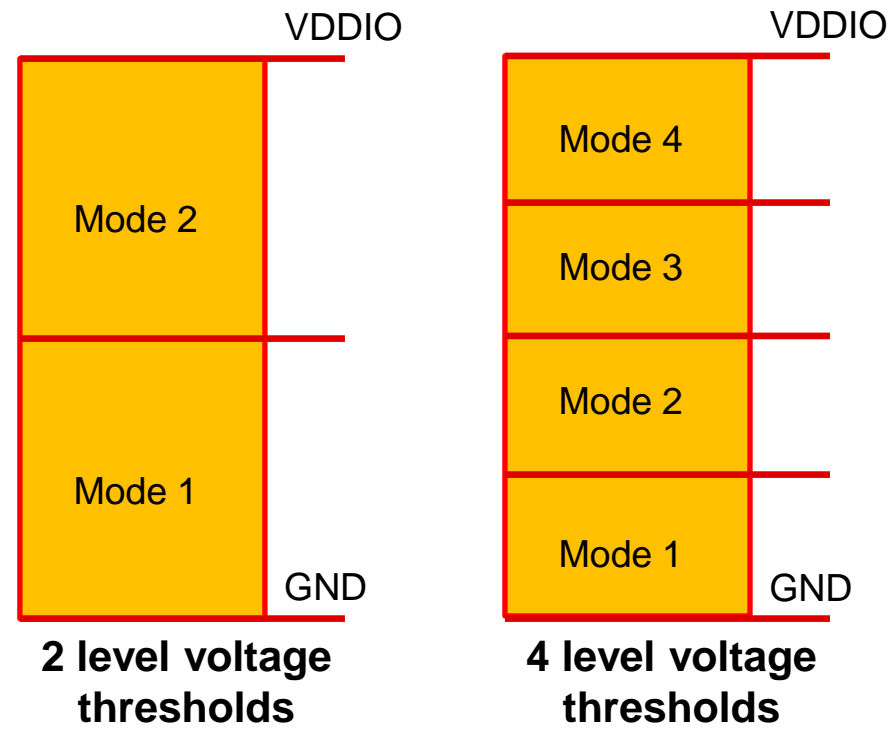 VDDIO
Mode 2
Mode 1
GND
2 level voltage
thresholds
VDDIO
Mode 4
Mode 3
Mode 2
Mode 1
GND
4 level voltage
thresholds